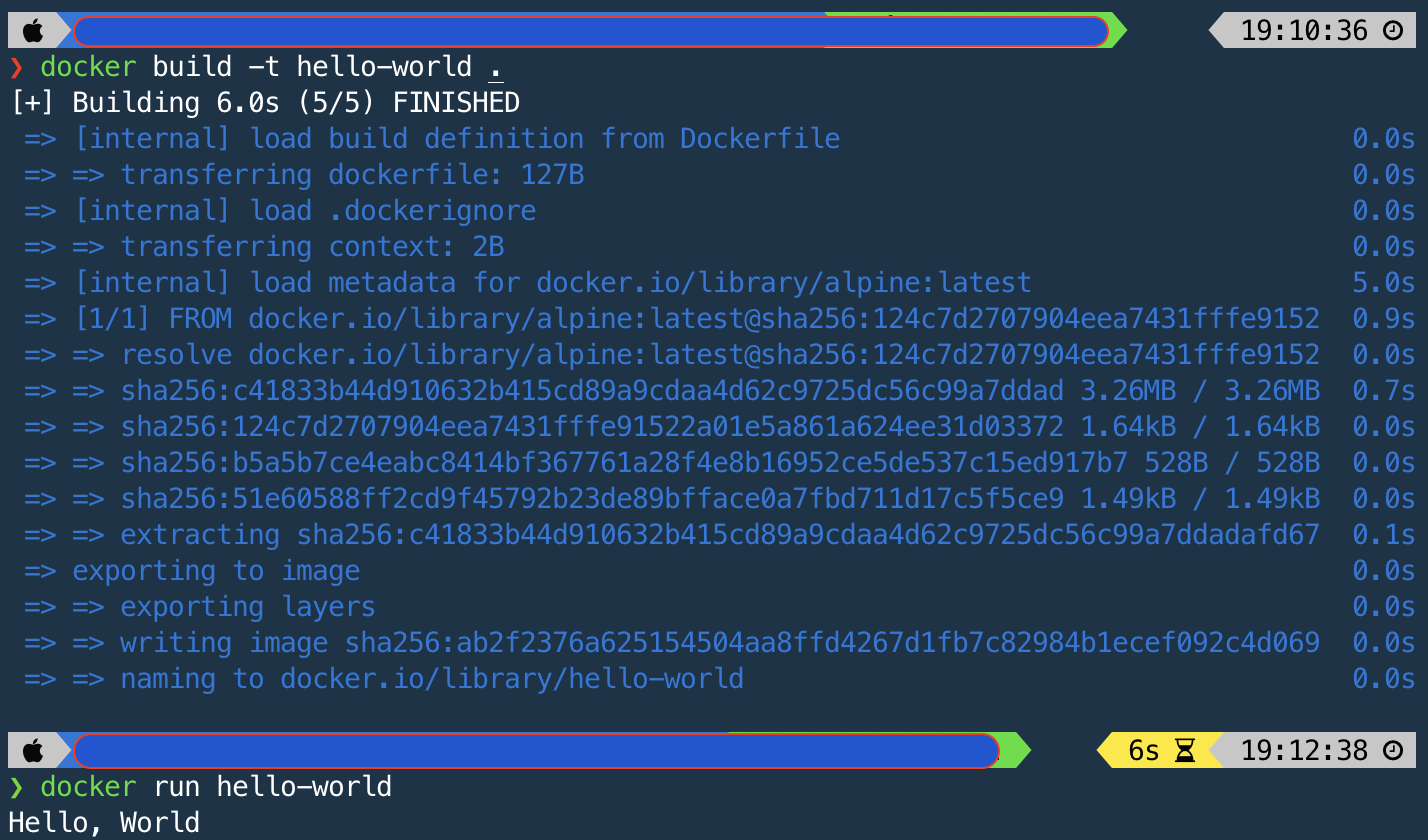 19:10:36
❯ docker build -t hello-world .
[+] Building 6.0s (5/5) FINISHED
=> [internal] load build definition from Dockerfile 0.0s
=> => transferring dockerfile: 127B 0.0s
=> [internal] load .dockerignore 0.0s
=> => transferring context: 2B 0.0s
=> [internal] load metadata for docker.io/library/alpine:latest 5.0s
=> [1/1] FROM docker.io/library/alpine:latest@sha256:124c7d2707904eea7431fffe9152 0.9s
=> => resolve docker.io/library/alpine:latest@sha256:124c7d2707904eea7431fffe9152 0.0s
=> => sha256:c41833b44d910632b415cd89a9cdaa4d62c9725dc56c99a7ddad 3.26MB / 3.26MB 0.7s
=> => sha256:124c7d2707904eea7431fffe91522a01e5a861a624ee31d03372 1.64kB / 1.64kB 0.0s
=> => sha256:b5a5b7ce4eabc8414bf367761a28f4e8b16952ce5de537c15ed917b7 528B / 528B 0.0s
=> => sha256:51e60588ff2cd9f45792b23de89bfface0a7fbd711d17c5f5ce9 1.49kB / 1.49kB 0.0s
=> => extracting sha256:c41833b44d910632b415cd89a9cdaa4d62c9725dc56c99a7ddadafd67 0.1s
=> exporting to image 0.0s
=> => exporting layers 0.0s
=> => writing image sha256:ab2f2376a625154504aa8ffd4267d1fb7c82984b1ecef092c4d069 0.0s
=> => naming to docker.io/library/hello-world 0.0s
6s 19:12:38
❯ docker run hello-world
Hello, World